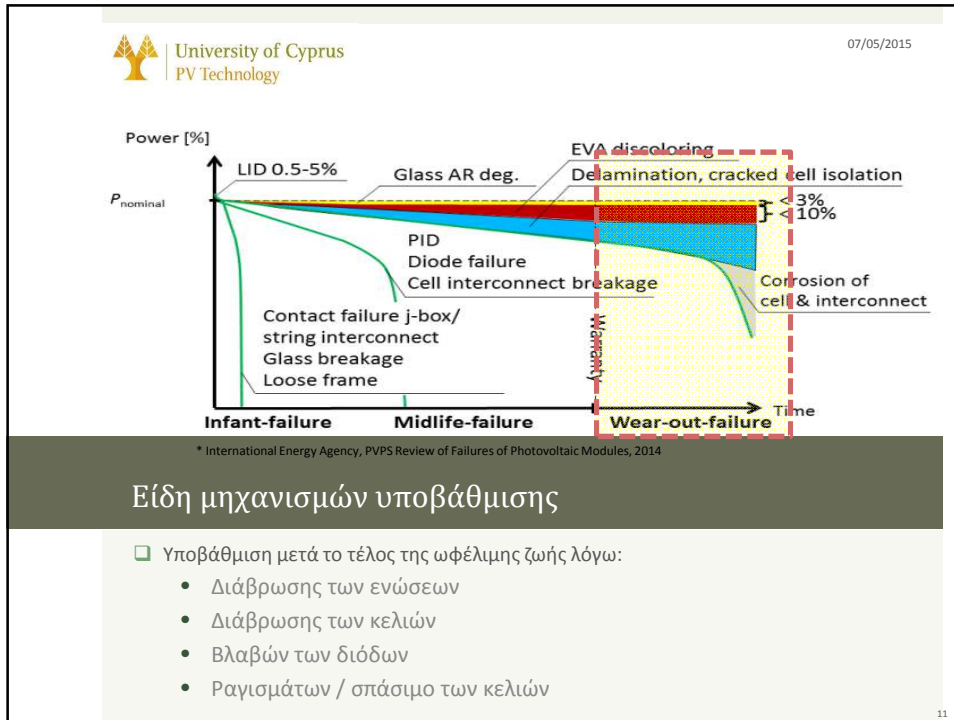 University of Cyprus
PV Technology
07/05/2015
Power [%]
LID 0.5-5%
Glass AR deg.
EVA discoloring
Delamination, cracked cell isolation
Pnominal
< 3%
< 10%
PID
Diode failure
Cell interconnect breakage
Corrosion of
cell & interconnect
Contact failure j-box/
string interconnect
Glass breakage
Loose frame
Warranty
Time
Infant-failure
Midlife-failure
Wear-out-failure
* International Energy Agency, PVPS Review of Failures of Photovoltaic Modules, 2014
Είδη μηχανισμών υποβάθμισης
Υποβάθμιση μετά το τέλος της ωφέλιμης ζωής λόγω:
• Διάβρωσης των ενώσεων
• Διάβρωσης των κελιών
• Βλαβών των διόδων
• Ραγισμάτων / σπάσιμο των κελιών
11